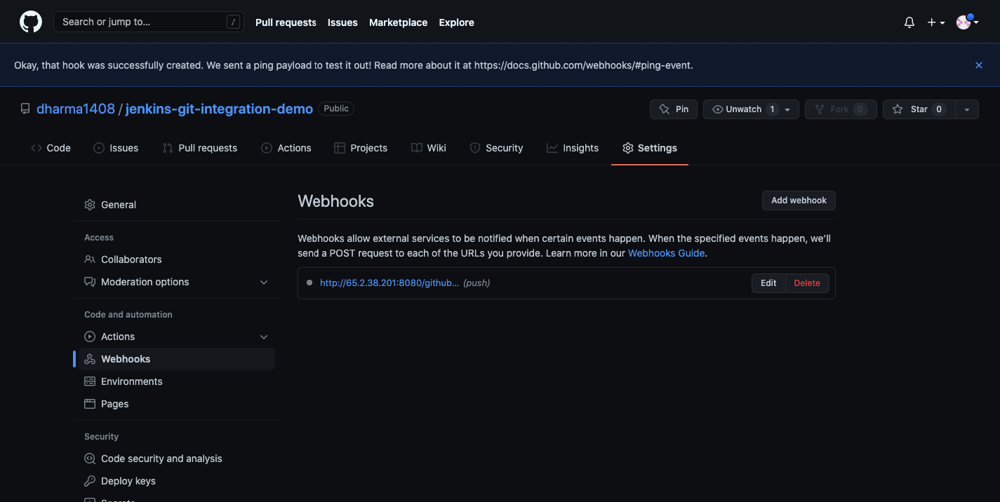 Search or jump to... /
Pull requests Issues Marketplace Explore
Okay, that hook was successfully created. We sent a ping payload to test it out! Read more about it at https://docs.github.com/webhooks/#ping-event.
dharma1408 / jenkins-git-integration-demo Public
Pin Unwatch 1 Fork 0 Star 0
Code Issues Pull requests Actions Projects Wiki Security Insights Settings
General
Access
Collaborators
Moderation options
Code and automation
Actions
Webhooks
Environments
Pages
Security
Code security and analysis
Deploy keys
Secrets
Webhooks
Add webhook
Webhooks allow external services to be notified when certain events happen. When the specified events happen, we’ll
send a POST request to each of the URLs you provide. Learn more in our Webhooks Guide.
http://65.2.38.201:8080/github... (push) Edit Delete